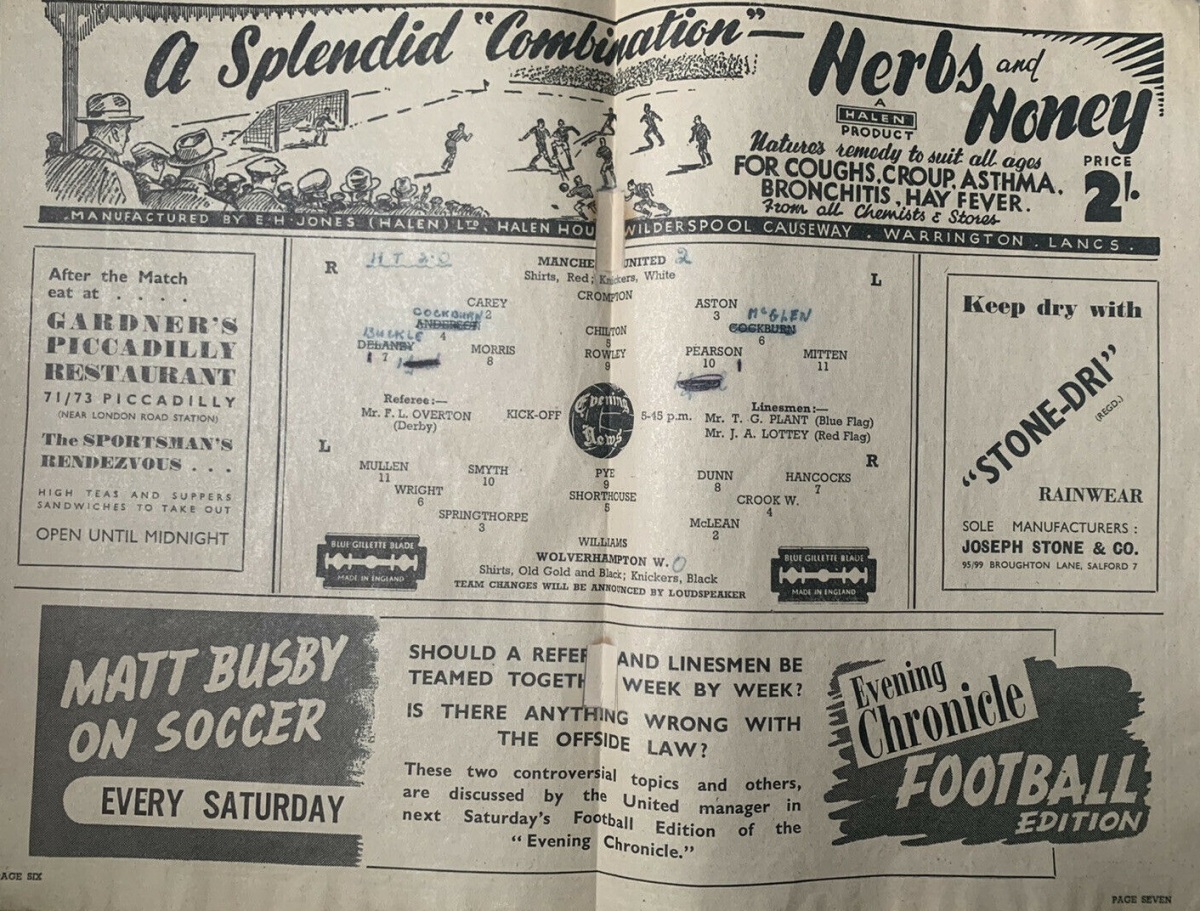 A Splendid "Combination" —
Herbs and
Honey
A
HALEN
PRODUCT
Nature's remedy to suit all ages
FOR COUGHS, CROUP, ASTHMA,
BRONCHITIS, HAY FEVER.
From all Chemists & Stores
PRICE
2/-
MANUFACTURED BY E·H·JONES (HALEN) LTD. HALEN HOU WILDERSPOOL CAUSEWAY . WARRINGTON . LANCS .
After the Match
eat at . . . .
GARDNER'S
PICCADILLY
RESTAURANT
71/73 PICCADILLY
(NEAR LONDON ROAD STATION)
The SPORTSMAN'S
RENDEZVOUS . . .
HIGH TEAS AND SUPPERS
SANDWICHES TO TAKE OUT
OPEN UNTIL MIDNIGHT
R H.T 2.0 MANCHE UNITED 2 L
Shirts, Red; Knickers, White
CROMPTON
CAREY ASTON
2 3
COCKBURN McGLEN
CHILTON COCKBURN
4 5 6
BUCKLE
DELANEY MORRIS ROWLEY PEARSON MITTEN
1 7 8 9 10 1 11
Referee:—
Mr. F. L. OVERTON
(Derby)
KICK-OFF Evening News 5-45 p.m.
Linesmen:—
Mr. T. G. PLANT (Blue Flag)
Mr. J. A. LOTTEY (Red Flag)
L R
MULLEN SMYTH PYE DUNN HANCOCKS
11 10 9 8 7
WRIGHT SHORTHOUSE CROOK W.
6 5 4
SPRINGTHORPE McLEAN
3 2
WILLIAMS
WOLVERHAMPTON W. 0
Shirts, Old Gold and Black; Knickers, Black
TEAM CHANGES WILL BE ANNOUNCED BY LOUDSPEAKER
BLUE GILLETTE BLADE
MADE IN ENGLAND
BLUE GILLETTE BLADE
MADE IN ENGLAND
Keep dry with
"STONE-DRI"
(REGD.)
RAINWEAR
SOLE MANUFACTURERS :
JOSEPH STONE & CO.
95/99 BROUGHTON LANE, SALFORD 7
MATT BUSBY
ON SOCCER
EVERY SATURDAY
SHOULD A REFER AND LINESMEN BE
TEAMED TOGETH WEEK BY WEEK?
IS THERE ANYTHING WRONG WITH
THE OFFSIDE LAW?
These two controversial topics and others,
are discussed by the United manager in
next Saturday's Football Edition of the
"Evening Chronicle."
Evening
Chronicle
FOOTBALL
EDITION
AGE SIX
PAGE SEVEN